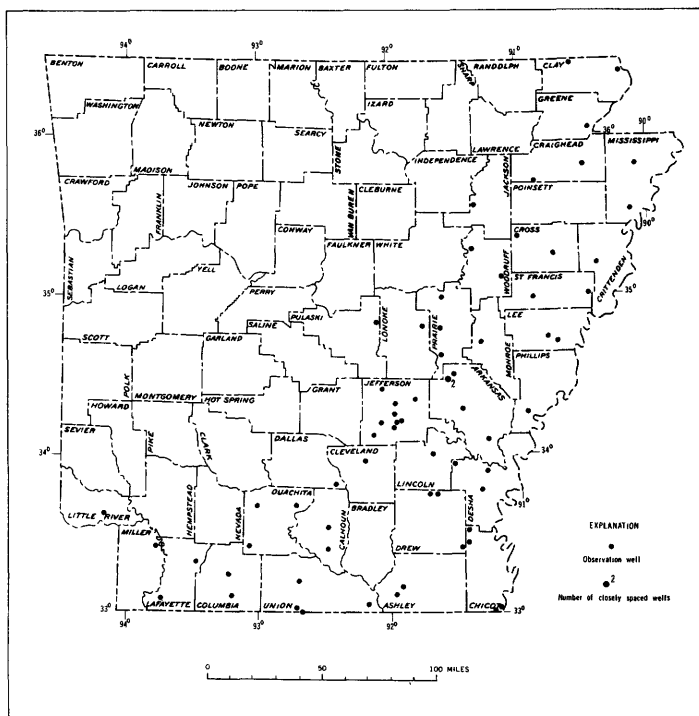 94°
93°
92°
91°
BENTON
CARROLL
BOONE
MARION
BAXTER
FULTON
SHARP
RANDOLPH
CLAY
WASHINGTON
IZARD
GREENE
36°
NEWTON
SEARCY
STONE
INDEPENDENCE
LAWRENCE
CRAIGHEAD
36°
90°
MISSISSIPPI
CRAWFORD
MADISON
FRANKLIN
JOHNSON
POPE
VAN BUREN
CLEBURNE
JACKSON
POINSETT
90°
CONWAY
FAULKNER
WHITE
WOODRUFF
CROSS
CRITTENDEN
SEBASTIAN
LOGAN
YELL
PERRY
ST FRANCIS
35°
35°
PULASKI
LONOKE
PRAIRIE
LEE
SCOTT
GARLAND
SALINE
MONROE
PHILLIPS
POLK
MONTGOMERY
HOT SPRING
GRANT
JEFFERSON
2
ARKANSAS
HOWARD
SEVIER
PIKE
CLARK
DALLAS
CLEVELAND
34°
34°
LINCOLN
DESHA
91°
LITTLE RIVER
HEMPSTEAD
NEVADA
OUACHITA
CALHOUN
BRADLEY
DREW
MILLER
LAFAYETTE
COLUMBIA
UNION
ASHLEY
CHICOT
33°
33°
94°
93°
92°
EXPLANATION
Observation well
2
Number of closely spaced wells
0 50 100 MILES